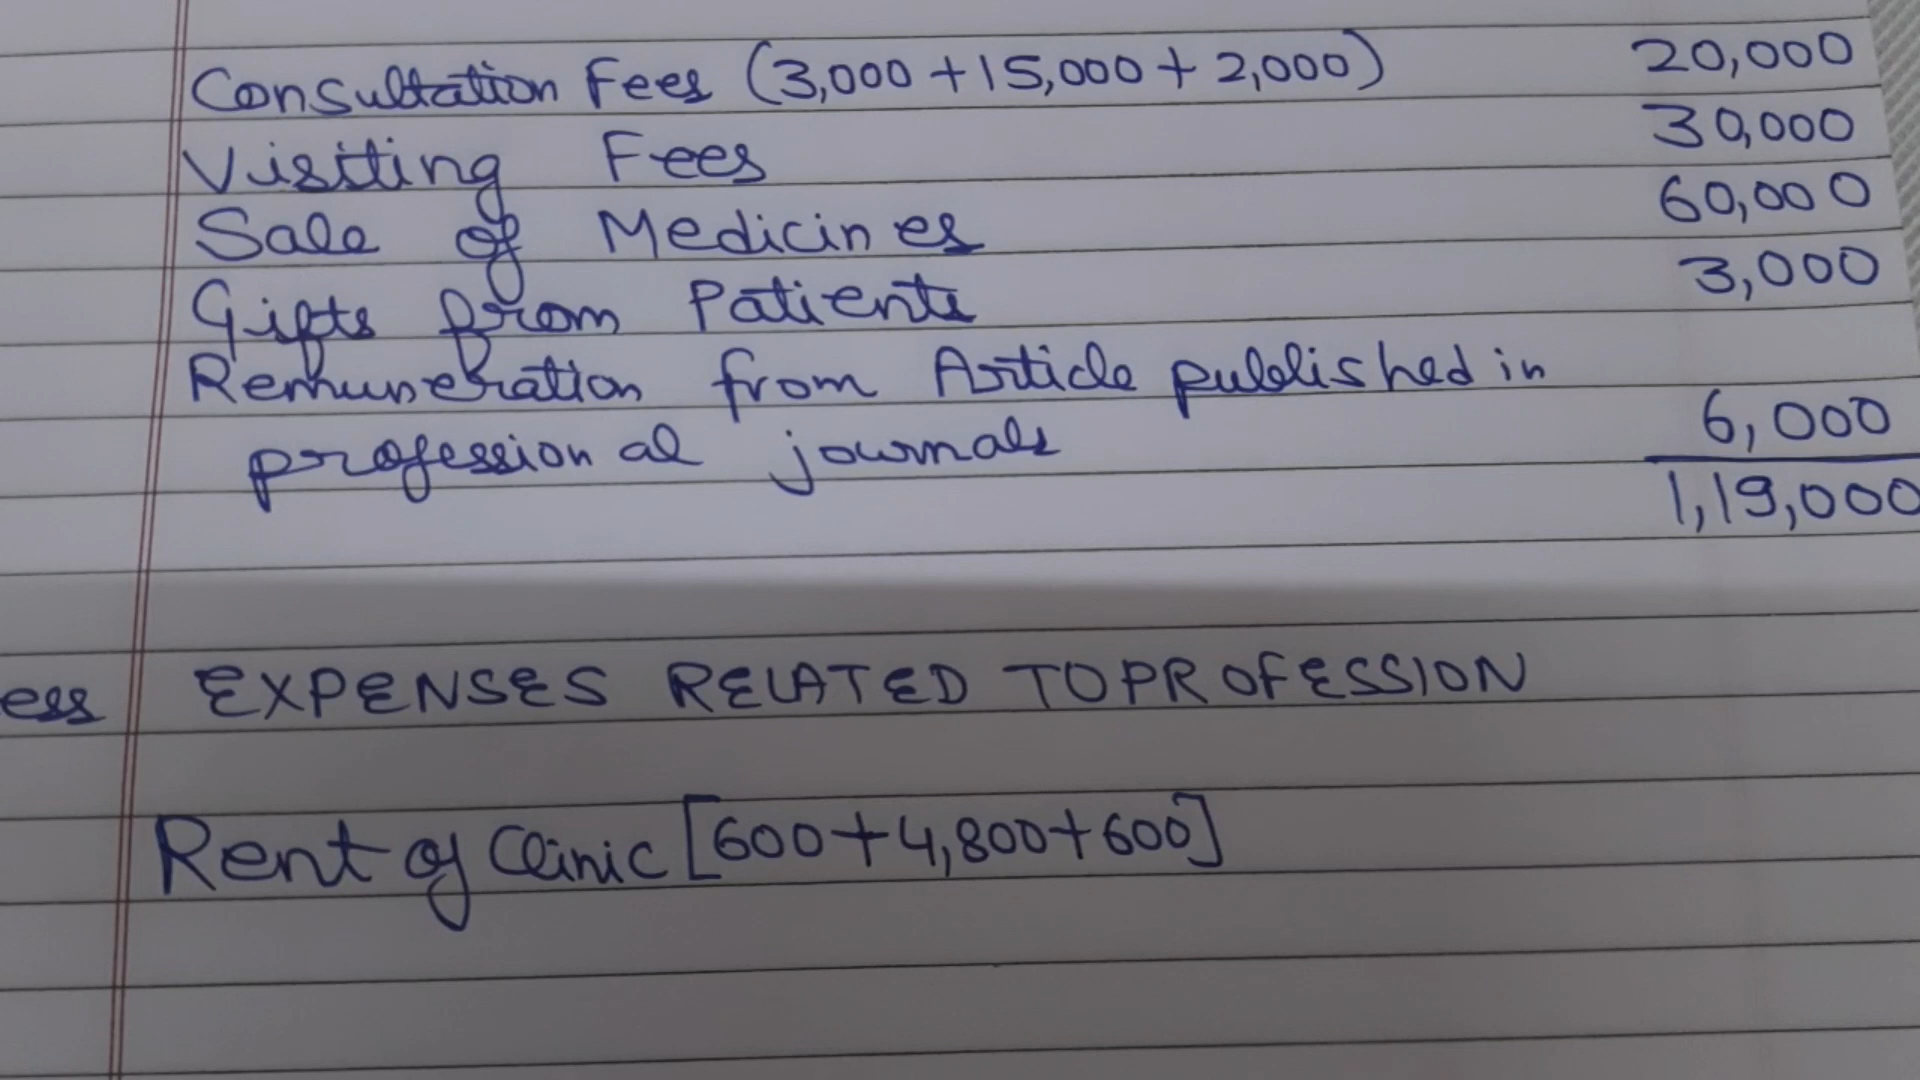 Consultation Fees (3,000+15,000+2,000) 20,000
Visiting Fees 30,000
Sale of Medicines 60,000
Gifts from Patients 3,000
Remuneration from Article published in
professional journals 6,000
1,19,000
ess EXPENSES RELATED TO PROFESSION
Rent of Clinic [600+4,800+600]